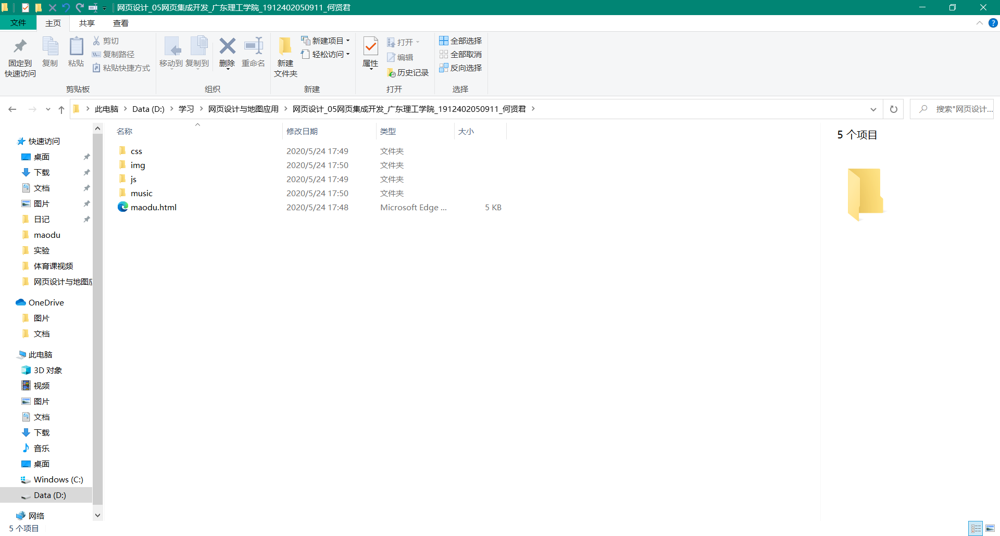 网页设计_05网页集成开发_广东理工学院_1912402050911_何贤君
文件 主页 共享 查看
固定到快速访问
复制
粘贴
剪切
复制路径
粘贴快捷方式
剪贴板
移动到
复制到
删除
重命名
组织
新建文件夹
新建项目
轻松访问
新建
属性
打开
编辑
历史记录
打开
全部选择
全部取消
反向选择
选择
此电脑 Data (D:) 学习 网页设计与地图应用 网页设计_05网页集成开发_广东理工学院_1912402050911_何贤君
搜索"网页设计...
快速访问
桌面
下载
文档
图片
日记
maodu
实验
体育课视频
网页设计与地图应
OneDrive
图片
文档
此电脑
3D 对象
视频
图片
文档
下载
音乐
桌面
Windows (C:)
Data (D:)
网络
名称 修改日期 类型 大小
css 2020/5/24 17:49 文件夹
img 2020/5/24 17:50 文件夹
js 2020/5/24 17:49 文件夹
music 2020/5/24 17:50 文件夹
maodu.html 2020/5/24 17:48 Microsoft Edge ... 5 KB
5 个项目
5 个项目